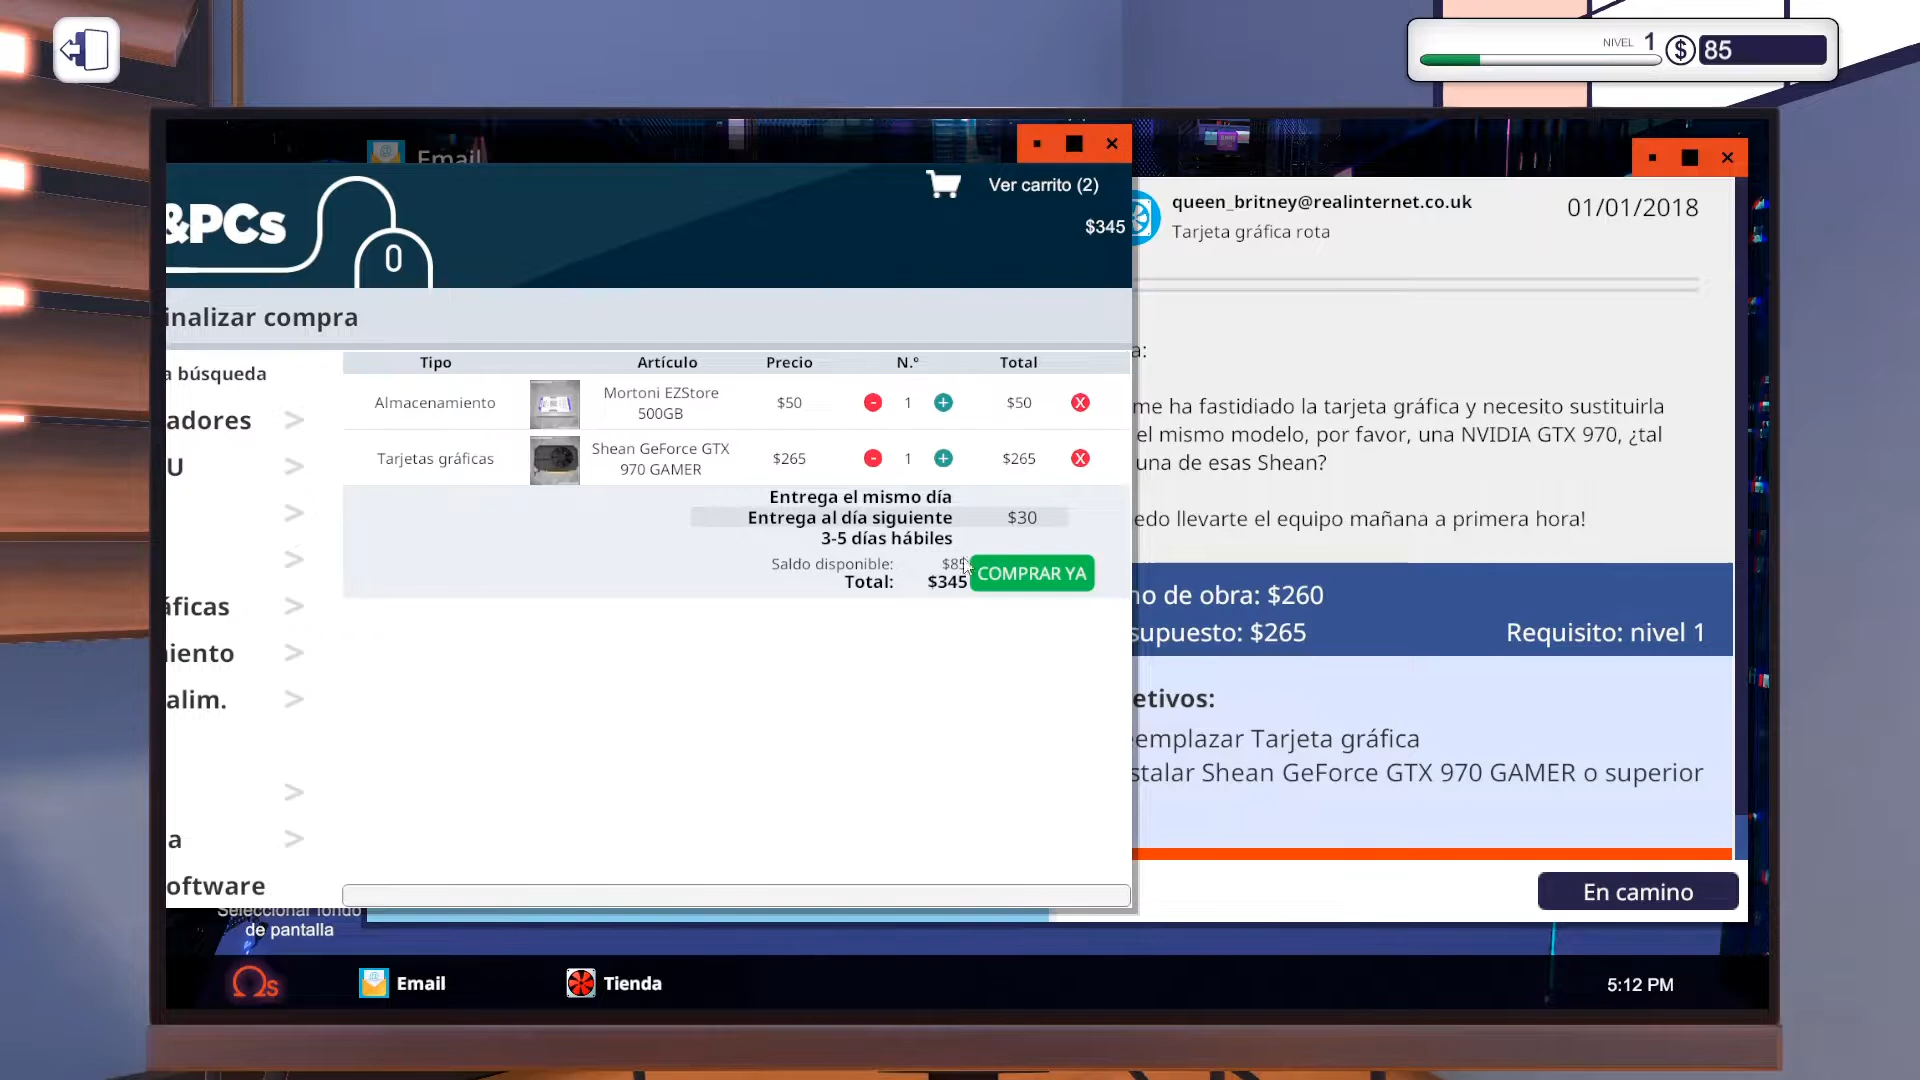 NIVEL 1
85
Email
Ver carrito (2)
$345
&PCs
inalizar compra
a búsqueda
adores
U
áficas
iento
alim.
a
oftware
Tipo Artículo Precio N.º Total
Almacenamiento Mortoni EZStore 500GB $50 - 1 + $50 X
Tarjetas gráficas Shean GeForce GTX 970 GAMER $265 - 1 + $265 X
Entrega el mismo día
Entrega al día siguiente $30
3-5 días hábiles
Saldo disponible: $85
Total: $345
COMPRAR YA
queen_britney@realinternet.co.uk
01/01/2018
Tarjeta gráfica rota
a:
me ha fastidiado la tarjeta gráfica y necesito sustituirla
el mismo modelo, por favor, una NVIDIA GTX 970, ¿tal
una de esas Shean?
edo llevarte el equipo mañana a primera hora!
no de obra: $260
supuesto: $265
Requisito: nivel 1
etivos:
emplazar Tarjeta gráfica
stalar Shean GeForce GTX 970 GAMER o superior
En camino
Seleccionar fondo
de pantalla
Ωs
Email
Tienda
5:12 PM